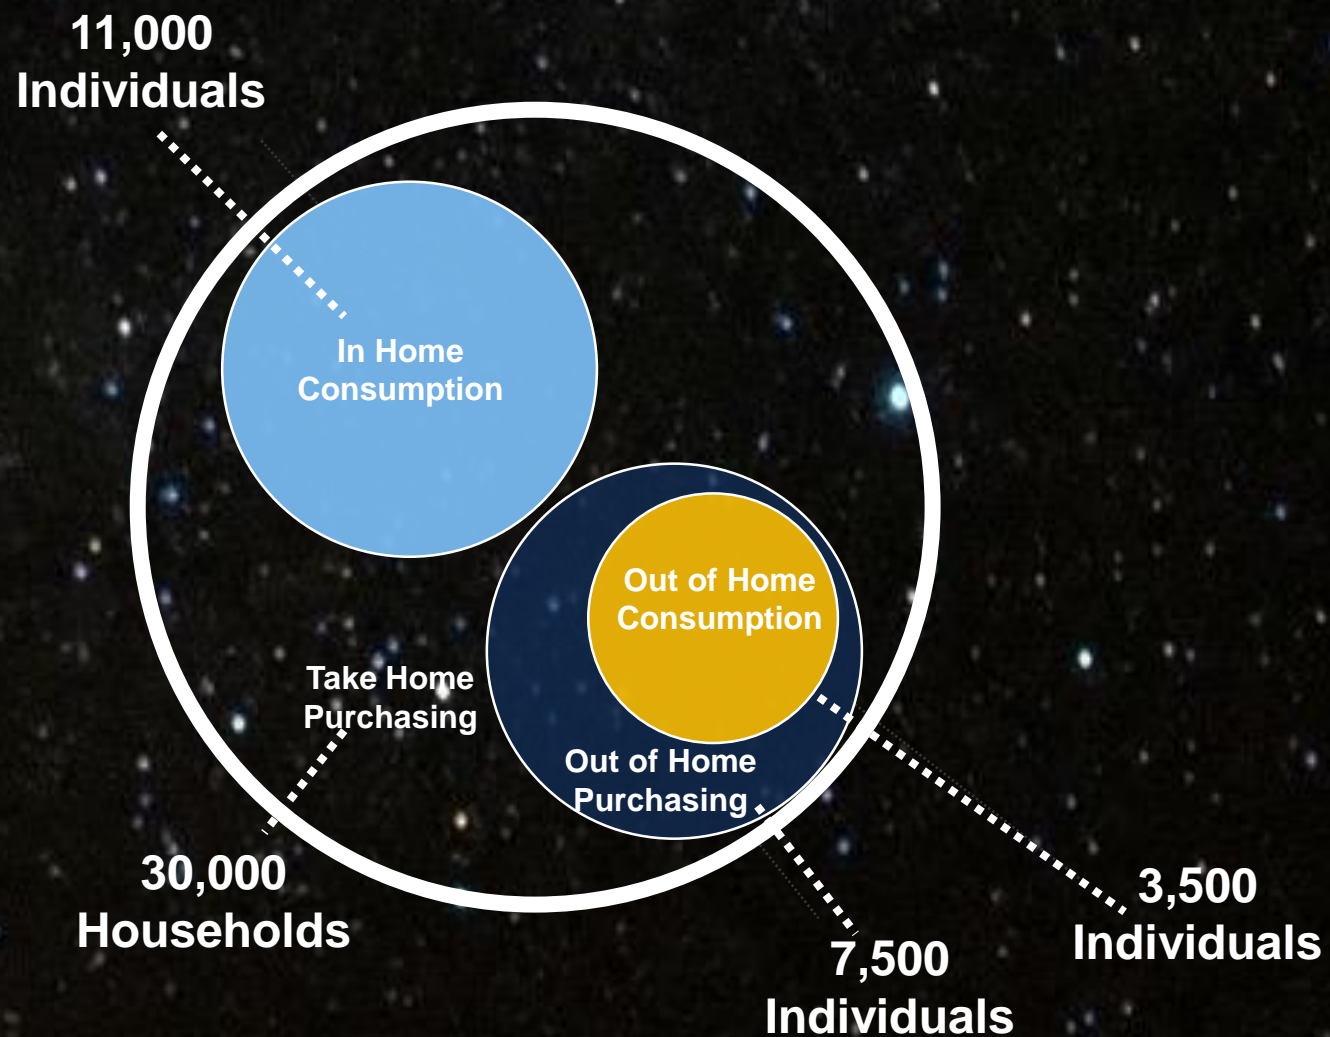 11,000
Individuals
In Home
Consumption
Out of Home
Consumption
Take Home
Purchasing
Out of Home
Purchasing
30,000
Households
3,500
Individuals
7,500
Individuals